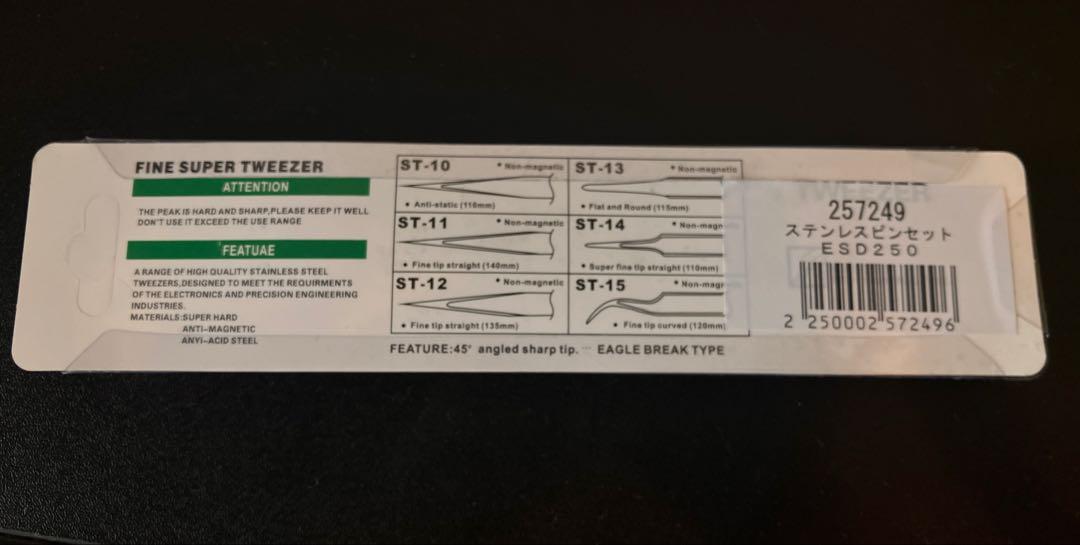 FINE SUPER TWEEZER
ATTENTION
THE PEAK IS HARD AND SHARP,PLEASE KEEP IT WELL
DON'T USE IT EXCEED THE USE RANGE
FEATUAE
A RANGE OF HIGH QUALITY STAINLESS STEEL
TWEEZERS,DESIGNED TO MEET THE REQUIRMENTS
OF THE ELECTRONICS AND PRECISION ENGINEERING
INDUSTRIES.
MATERIALS:SUPER HARD
ANTI-MAGNETIC
ANYI-ACID STEEL
ST-10 * Non-magnetic
• Anti-static (110mm)
ST-11 * Non-magnetic
• Fine tip straight (140mm)
ST-12 * Non-magnetic
• Fine tip straight (135mm)
ST-13 * Non-magnetic
• Flat and Round (115mm)
ST-14 * Non-magn
• Super fine tip straight (110mm)
ST-15 * Non-magr
• Fine tip curved (120mm)
FEATURE:45° angled sharp tip. EAGLE BREAK TYPE
TWEEZER
257249
ステンレスピンセット
ESD250
2 250002 572496